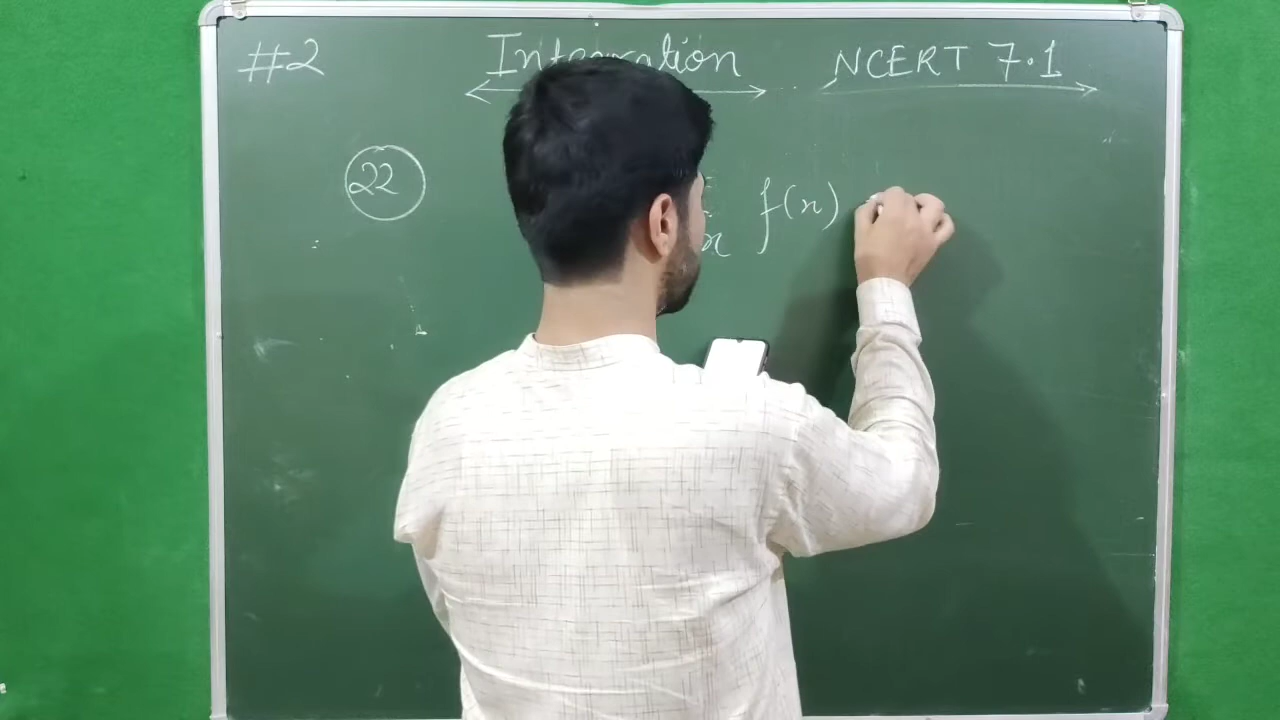 #2 Integration NCERT 7.1
22 f(x)
x